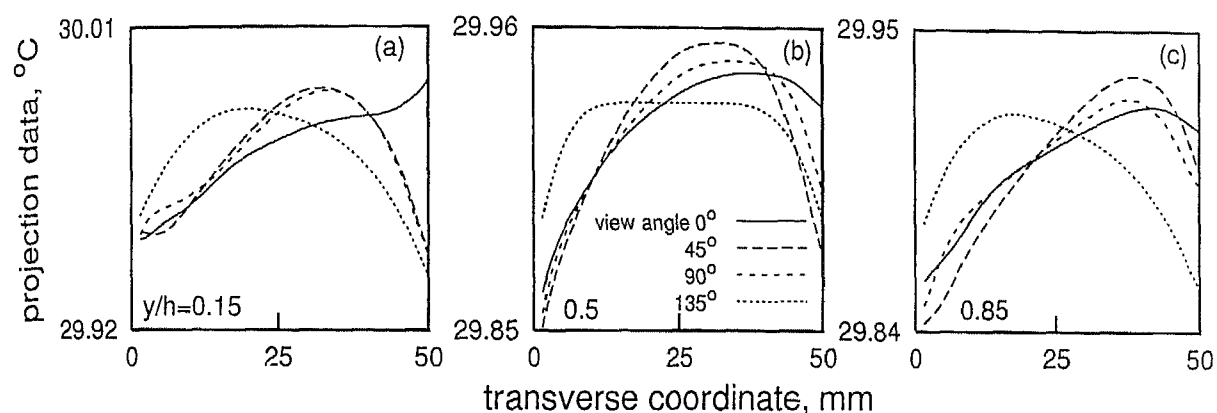 projection data, °C
30.01
29.92
(a)
y/h=0.15
0
25
50
29.96
29.85
(b)
view angle 0°
45°
90°
135°
0.5
0
25
50
29.95
29.84
(c)
0.85
0
25
50
transverse coordinate, mm